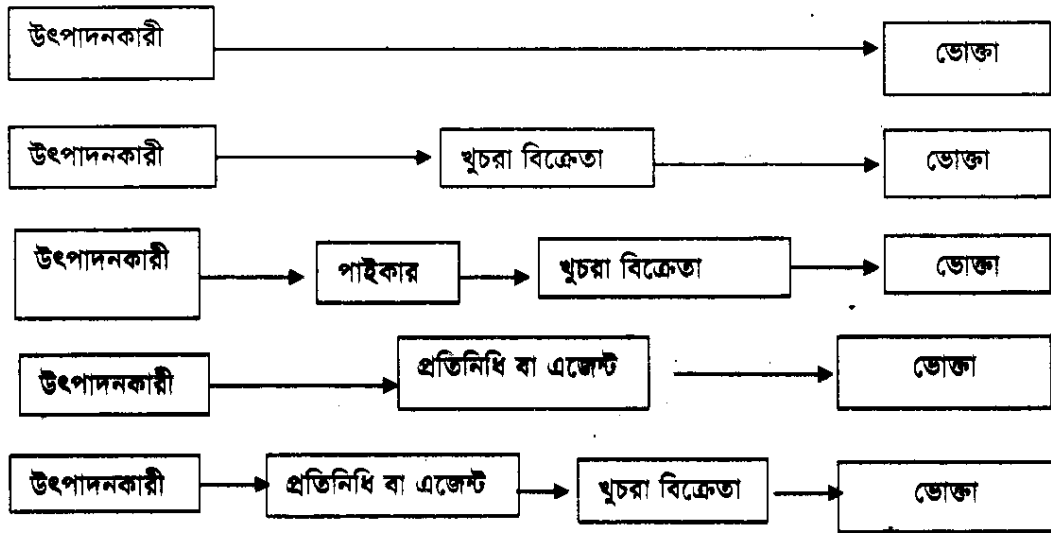 উৎপাদনকারী ভোক্তা
উৎপাদনকারী খুচরা বিক্রেতা ভোক্তা
উৎপাদনকারী পাইকার খুচরা বিক্রেতা ভোক্তা
উৎপাদনকারী প্রতিনিধি বা এজেন্ট ভোক্তা
উৎপাদনকারী প্রতিনিধি বা এজেন্ট খুচরা বিক্রেতা ভোক্তা